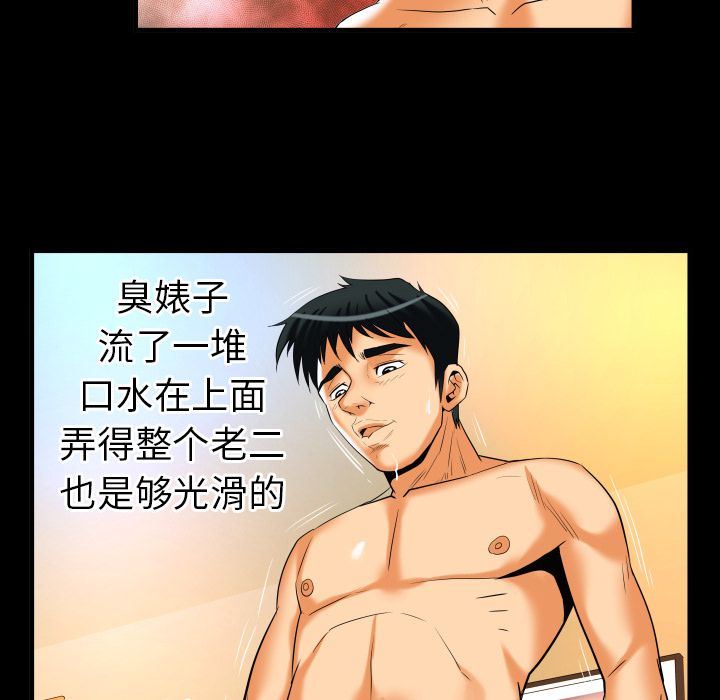 臭婊子
流了一堆
口水在上面
弄得整个老二
也是够光滑的